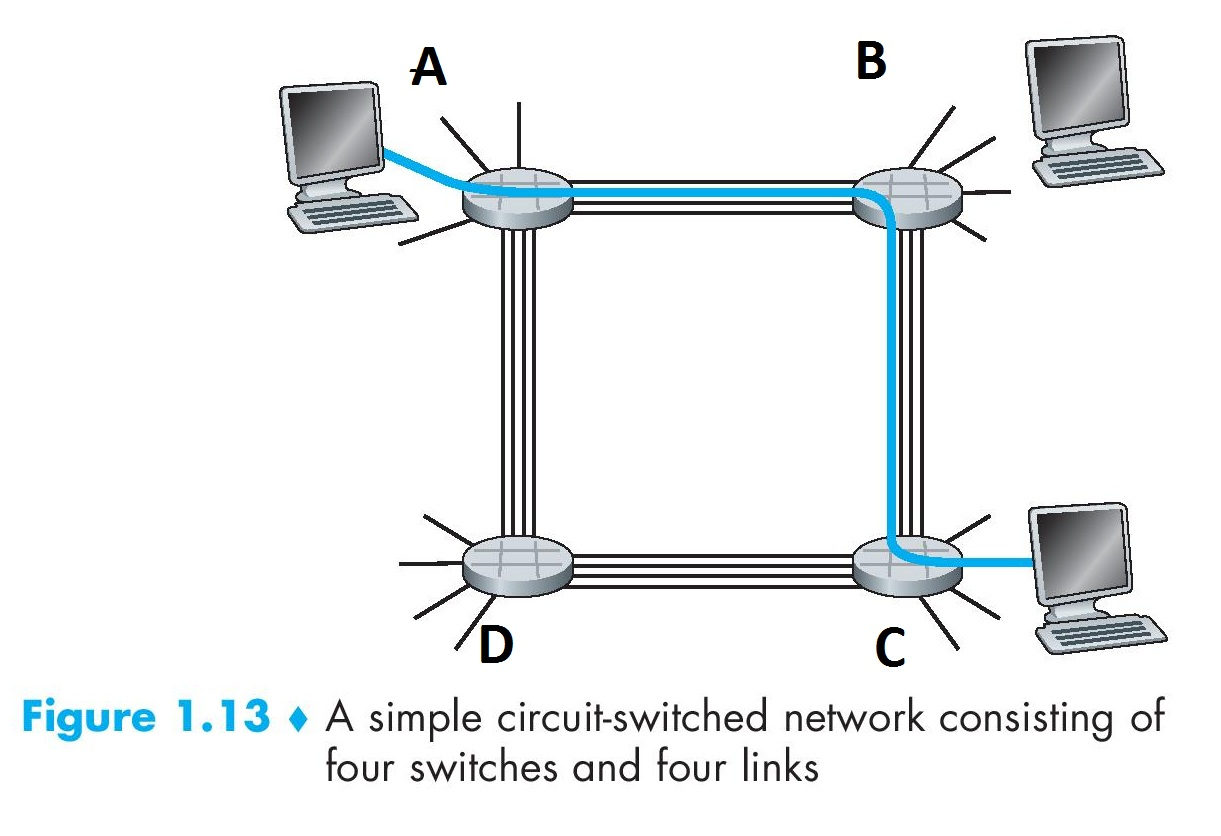 A
B
D
C
Figure 1.13 ♦ A simple circuit-switched network consisting of
four switches and four links